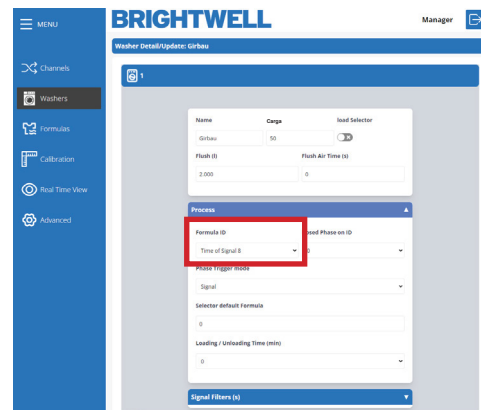 MENU
BRIGHTWELL
Manager
Washer Detail/Update: Girbau
Channels
Washers
Formulas
Calibration
Real Time View
Advanced
1
Name Carga load Selector
Girbau 50
Flush (l) Flush Air Time (s)
2.000 0
Process
Formula ID osed Phase on ID
Time of Signal 8 0
Phase Trigger mode
Signal
Selector default Formula
0
Loading / Unloading Time (min)
0
Signal Filters (s)